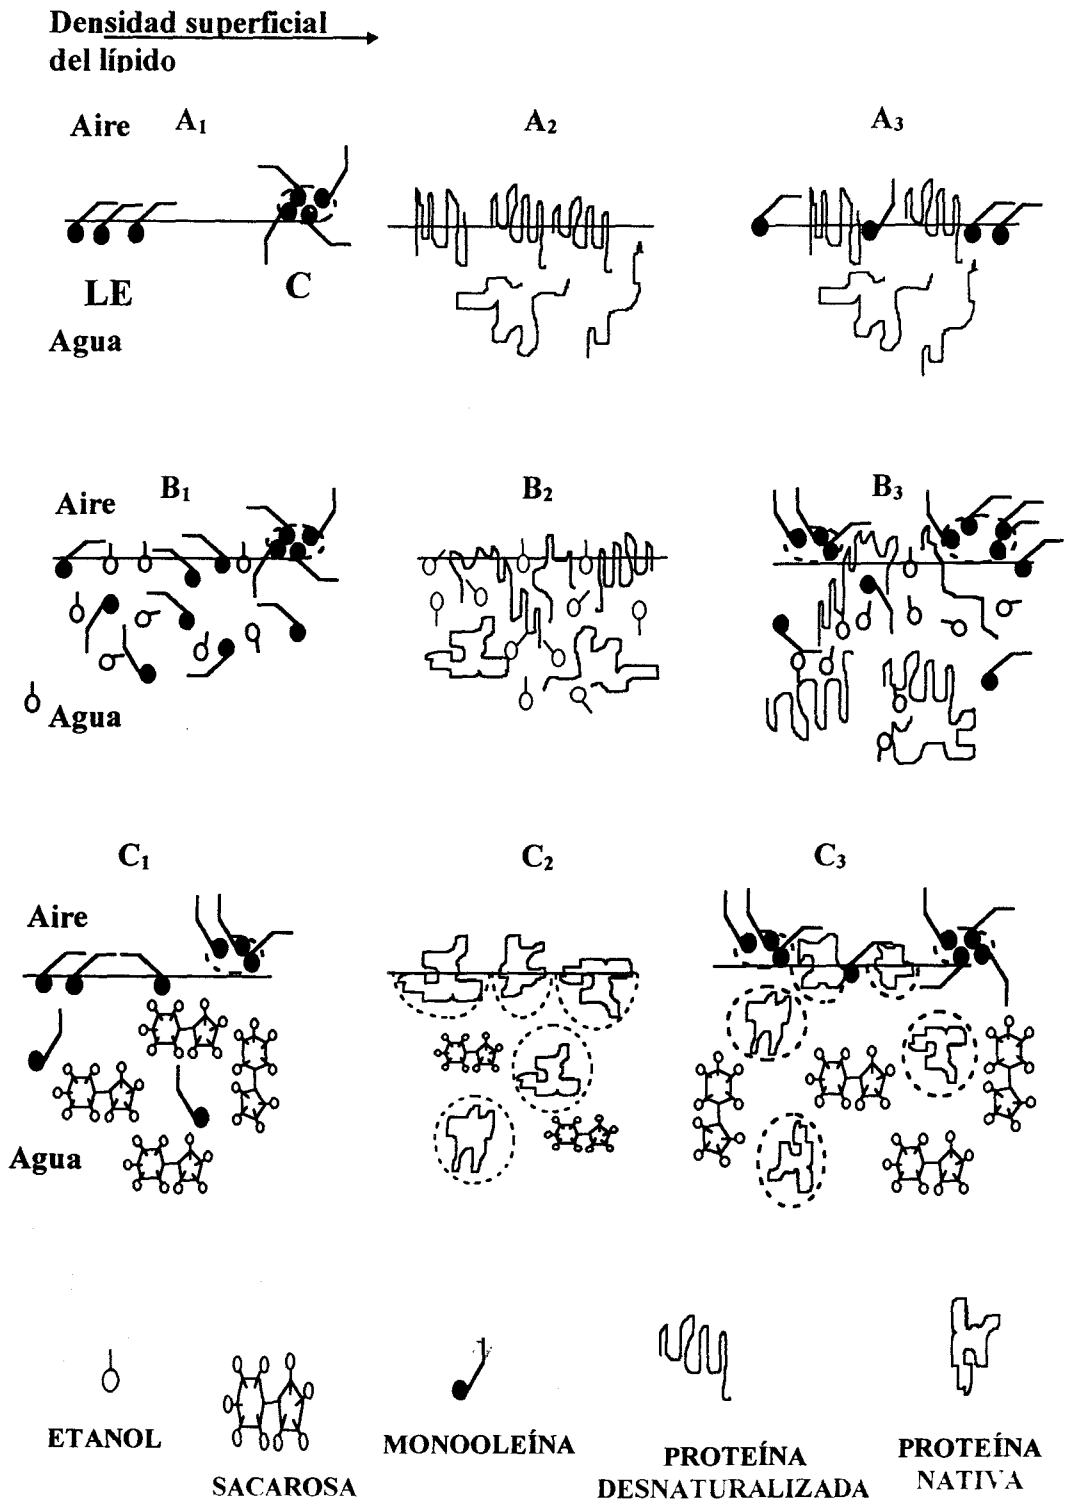 Densidad superficial
del lípido
Aire A₁ A₂ A₃
LE C
Agua
Aire B₁ B₂ B₃
Agua
C₁ C₂ C₃
Aire
Agua
ETANOL
SACAROSA
MONOOLEÍNA
PROTEÍNA
DESNATURALIZADA
PROTEÍNA
NATIVA